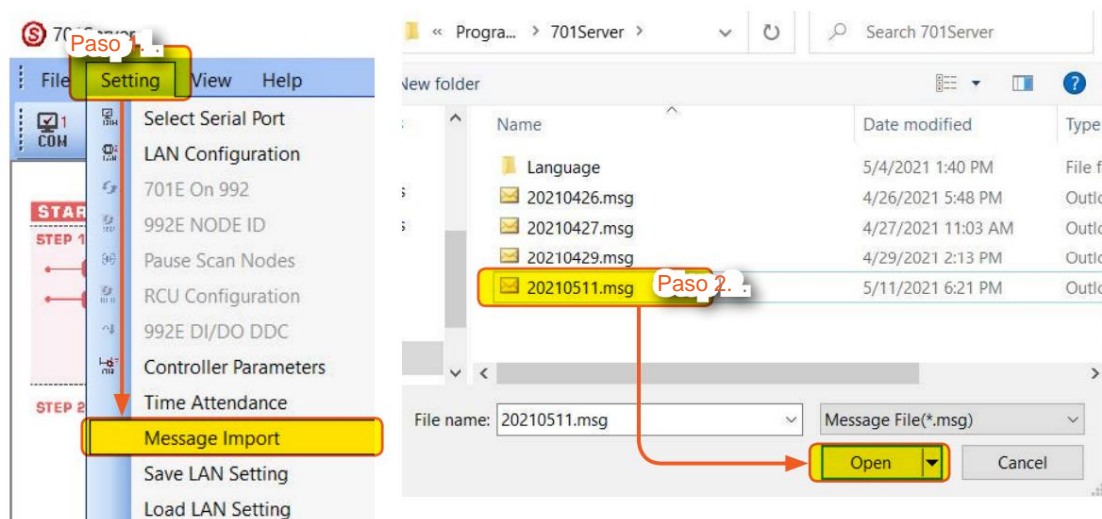 Paso 1.
File Setting View Help
COM
Select Serial Port
LAN Configuration
701E On 992
992E NODE ID
Pause Scan Nodes
RCU Configuration
992E DI/DO DDC
Controller Parameters
Time Attendance
Message Import
Save LAN Setting
Load LAN Setting
STEP 1
STEP 2
« Progra... > 701Server >
Search 701Server
New folder
Name Date modified Type
Language 5/4/2021 1:40 PM
20210426.msg 4/26/2021 5:48 PM
20210427.msg 4/27/2021 11:03 AM
20210429.msg 4/29/2021 2:13 PM
20210511.msg Paso 2. 5/11/2021 6:21 PM
File name: 20210511.msg Message File(*.msg)
Open Cancel